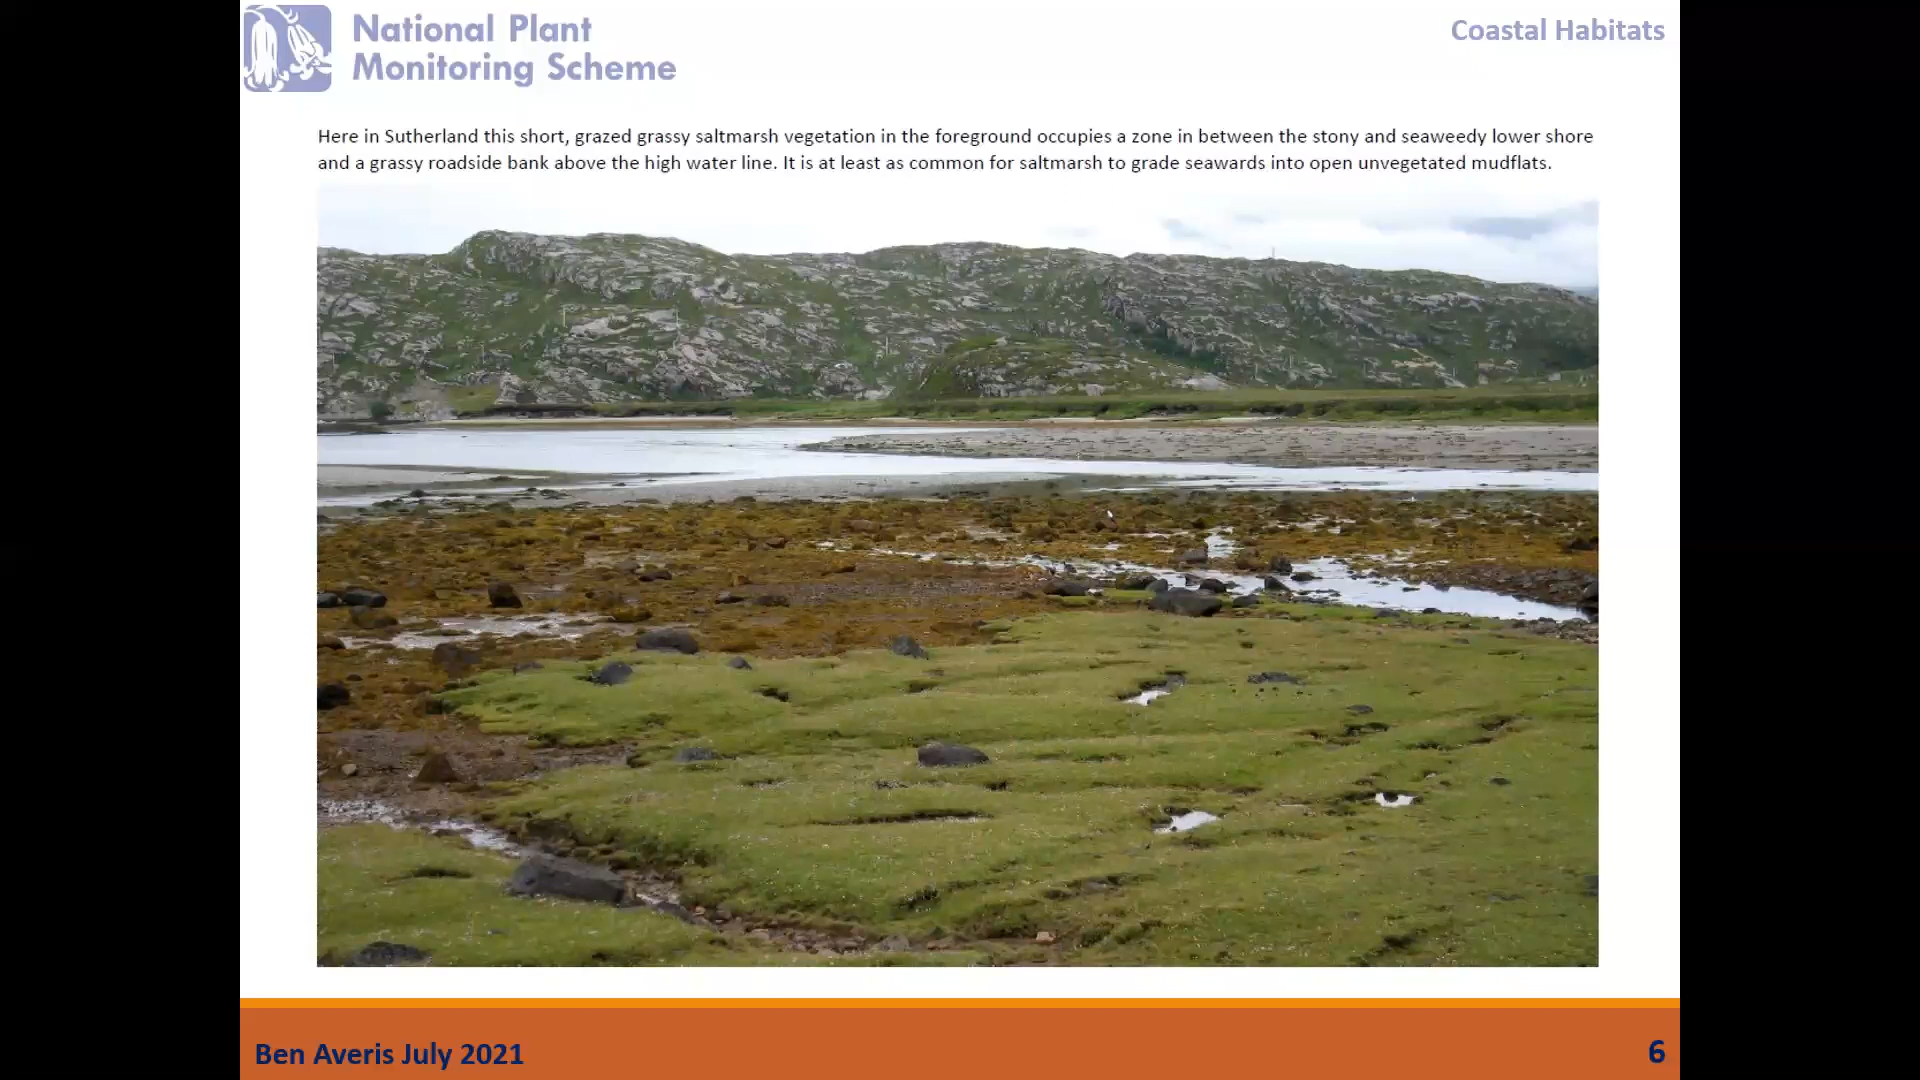 National Plant
Monitoring Scheme
Coastal Habitats
Here in Sutherland this short, grazed grassy saltmarsh vegetation in the foreground occupies a zone in between the stony and seaweedy lower shore
and a grassy roadside bank above the high water line. It is at least as common for saltmarsh to grade seawards into open unvegetated mudflats.
Ben Averis July 2021
6